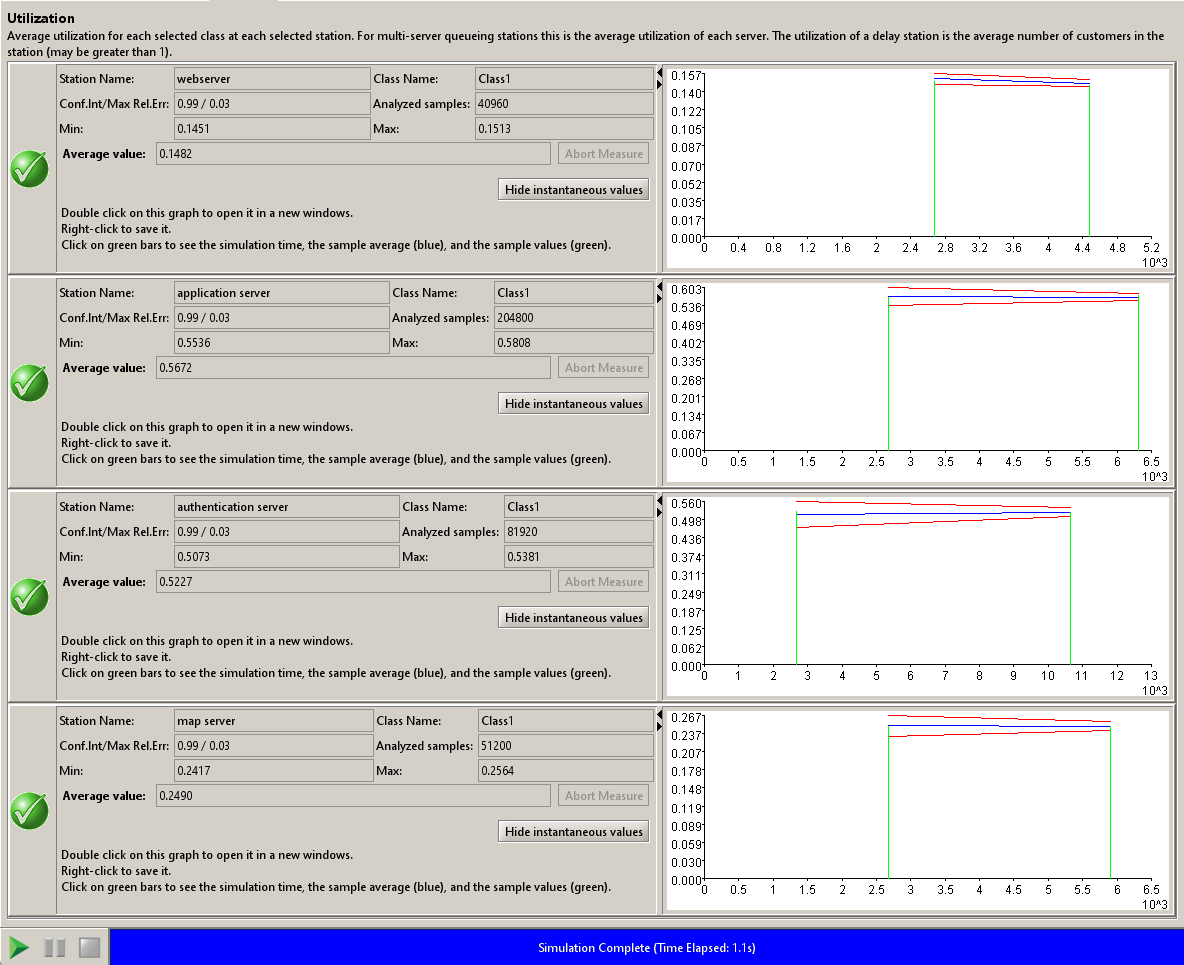 Utilization
Average utilization for each selected class at each selected station. For multi-server queueing stations this is the average utilization of each server. The utilization of a delay station is the average number of customers in the
station (may be greater than 1).
Station Name: webserver Class Name: Class1
Conf.Int/Max Rel.Err: 0.99 / 0.03 Analyzed samples: 40960
Min: 0.1451 Max: 0.1513
Average value: 0.1482 Abort Measure
Hide instantaneous values
Double click on this graph to open it in a new windows.
Right-click to save it.
Click on green bars to see the simulation time, the sample average (blue), and the sample values (green).
0.157
0.140
0.122
0.105
0.087
0.070
0.052
0.035
0.017
0.000
0 0.4 0.8 1.2 1.6 2 2.4 2.8 3.2 3.6 4 4.4 4.8 5.2
10^3
Station Name: application server Class Name: Class1
Conf.Int/Max Rel.Err: 0.99 / 0.03 Analyzed samples: 204800
Min: 0.5536 Max: 0.5808
Average value: 0.5672 Abort Measure
Hide instantaneous values
Double click on this graph to open it in a new windows.
Right-click to save it.
Click on green bars to see the simulation time, the sample average (blue), and the sample values (green).
0.603
0.536
0.469
0.402
0.335
0.268
0.201
0.134
0.067
0.000
0 0.5 1 1.5 2 2.5 3 3.5 4 4.5 5 5.5 6 6.5
10^3
Station Name: authentication server Class Name: Class1
Conf.Int/Max Rel.Err: 0.99 / 0.03 Analyzed samples: 81920
Min: 0.5073 Max: 0.5381
Average value: 0.5227 Abort Measure
Hide instantaneous values
Double click on this graph to open it in a new windows.
Right-click to save it.
Click on green bars to see the simulation time, the sample average (blue), and the sample values (green).
0.560
0.498
0.436
0.374
0.311
0.249
0.187
0.125
0.062
0.000
0 1 2 3 4 5 6 7 8 9 10 11 12 13
10^3
Station Name: map server Class Name: Class1
Conf.Int/Max Rel.Err: 0.99 / 0.03 Analyzed samples: 51200
Min: 0.2417 Max: 0.2564
Average value: 0.2490 Abort Measure
Hide instantaneous values
Double click on this graph to open it in a new windows.
Right-click to save it.
Click on green bars to see the simulation time, the sample average (blue), and the sample values (green).
0.267
0.237
0.207
0.178
0.148
0.119
0.089
0.059
0.030
0.000
0 0.5 1 1.5 2 2.5 3 3.5 4 4.5 5 5.5 6 6.5
10^3
Simulation Complete (Time Elapsed: 1.1s)